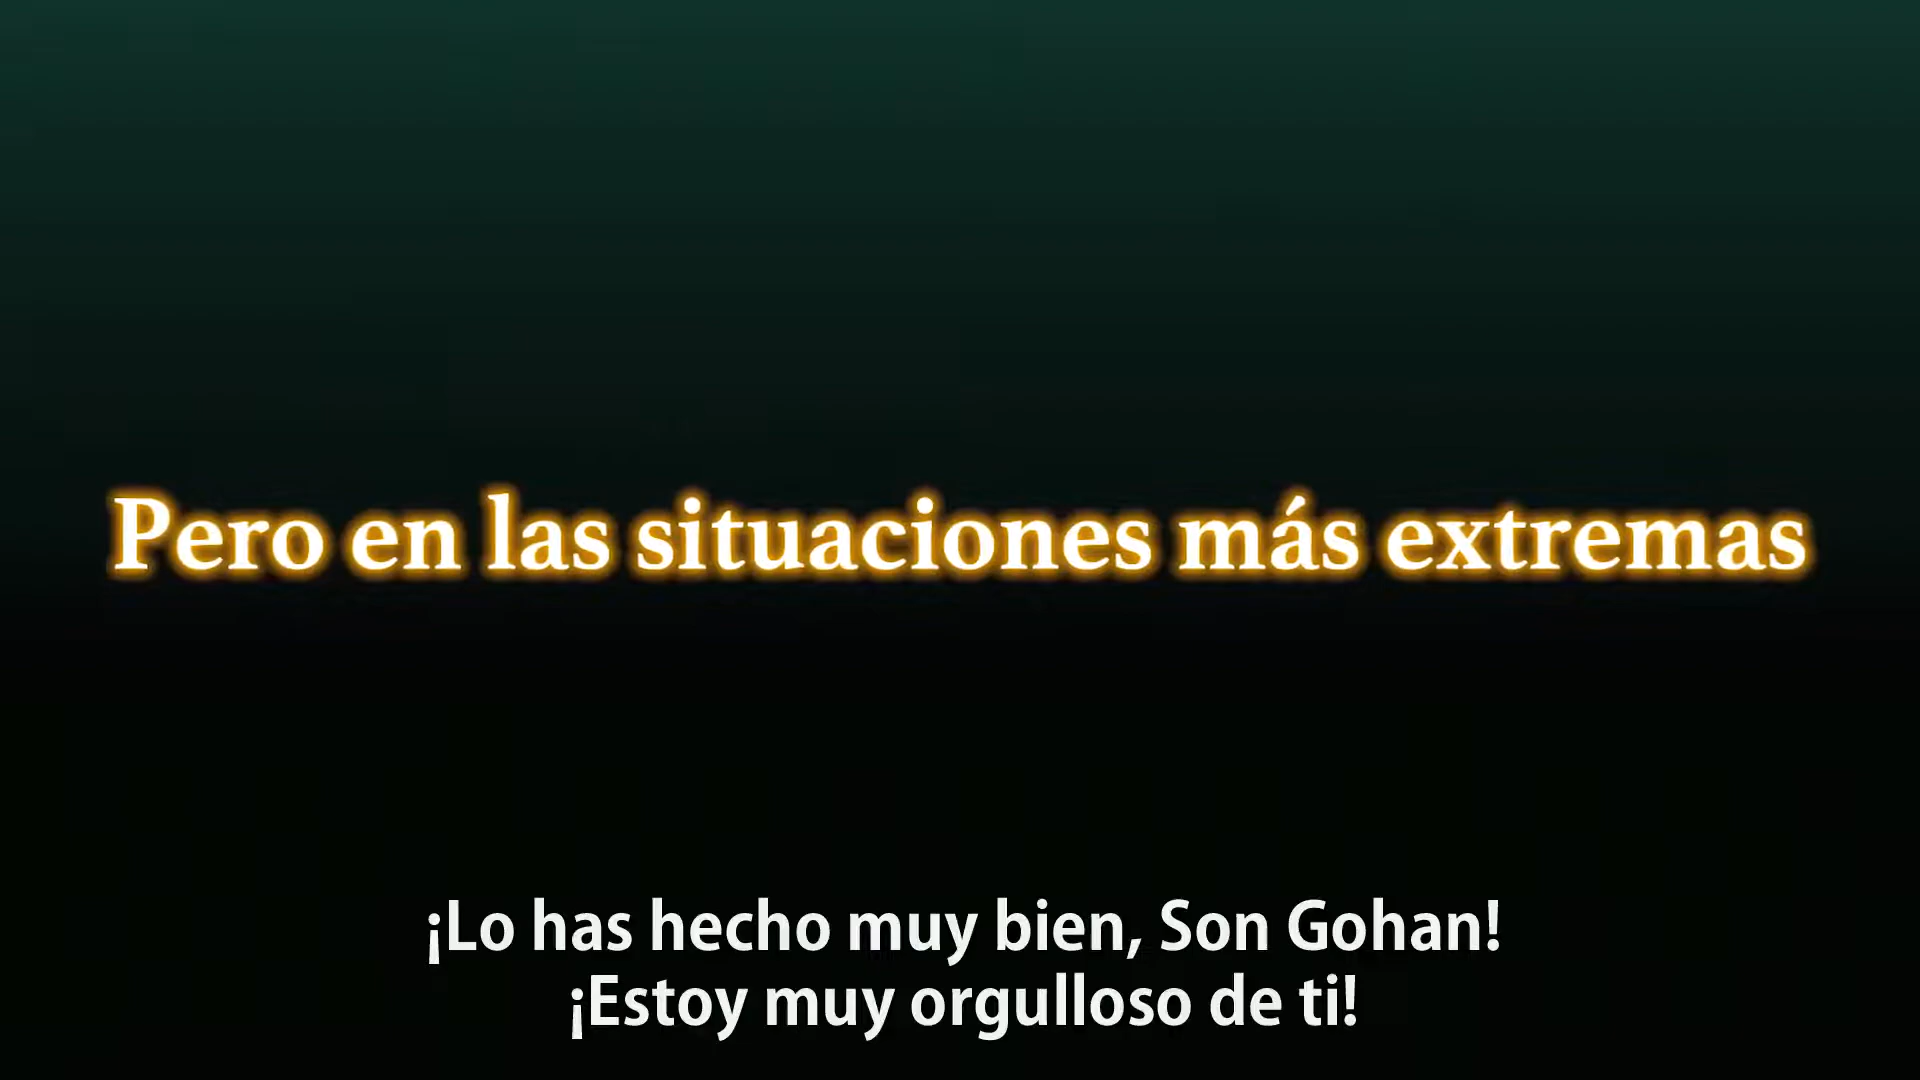 Pero en las situaciones más extremas
¡Lo has hecho muy bien, Son Gohan!
¡Estoy muy orgulloso de ti!